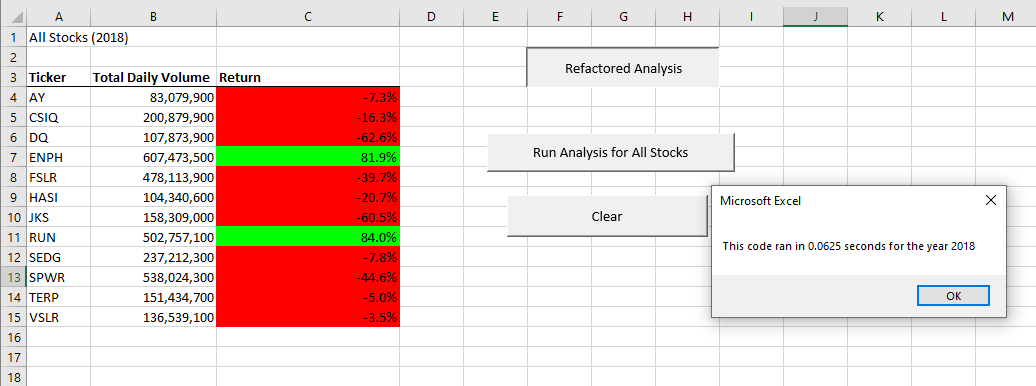 A B C D E F G H I J K L M
1 All Stocks (2018)
2
Refactored Analysis
3 Ticker Total Daily Volume Return
4 AY 83,079,900 -7.3%
5 CSIQ 200,879,900 -16.3%
6 DQ 107,873,900 -62.6%
7 ENPH 607,473,500 81.9%
Run Analysis for All Stocks
8 FSLR 478,113,900 -39.7%
9 HASI 104,340,600 -20.7%
10 JKS 158,309,000 -60.5%
Clear
11 RUN 502,757,100 84.0%
12 SEDG 237,212,300 -7.8%
13 SPWR 538,024,300 -44.6%
14 TERP 151,434,700 -5.0%
15 VSLR 136,539,100 -3.5%
16
17
18
Microsoft Excel
This code ran in 0.0625 seconds for the year 2018
OK